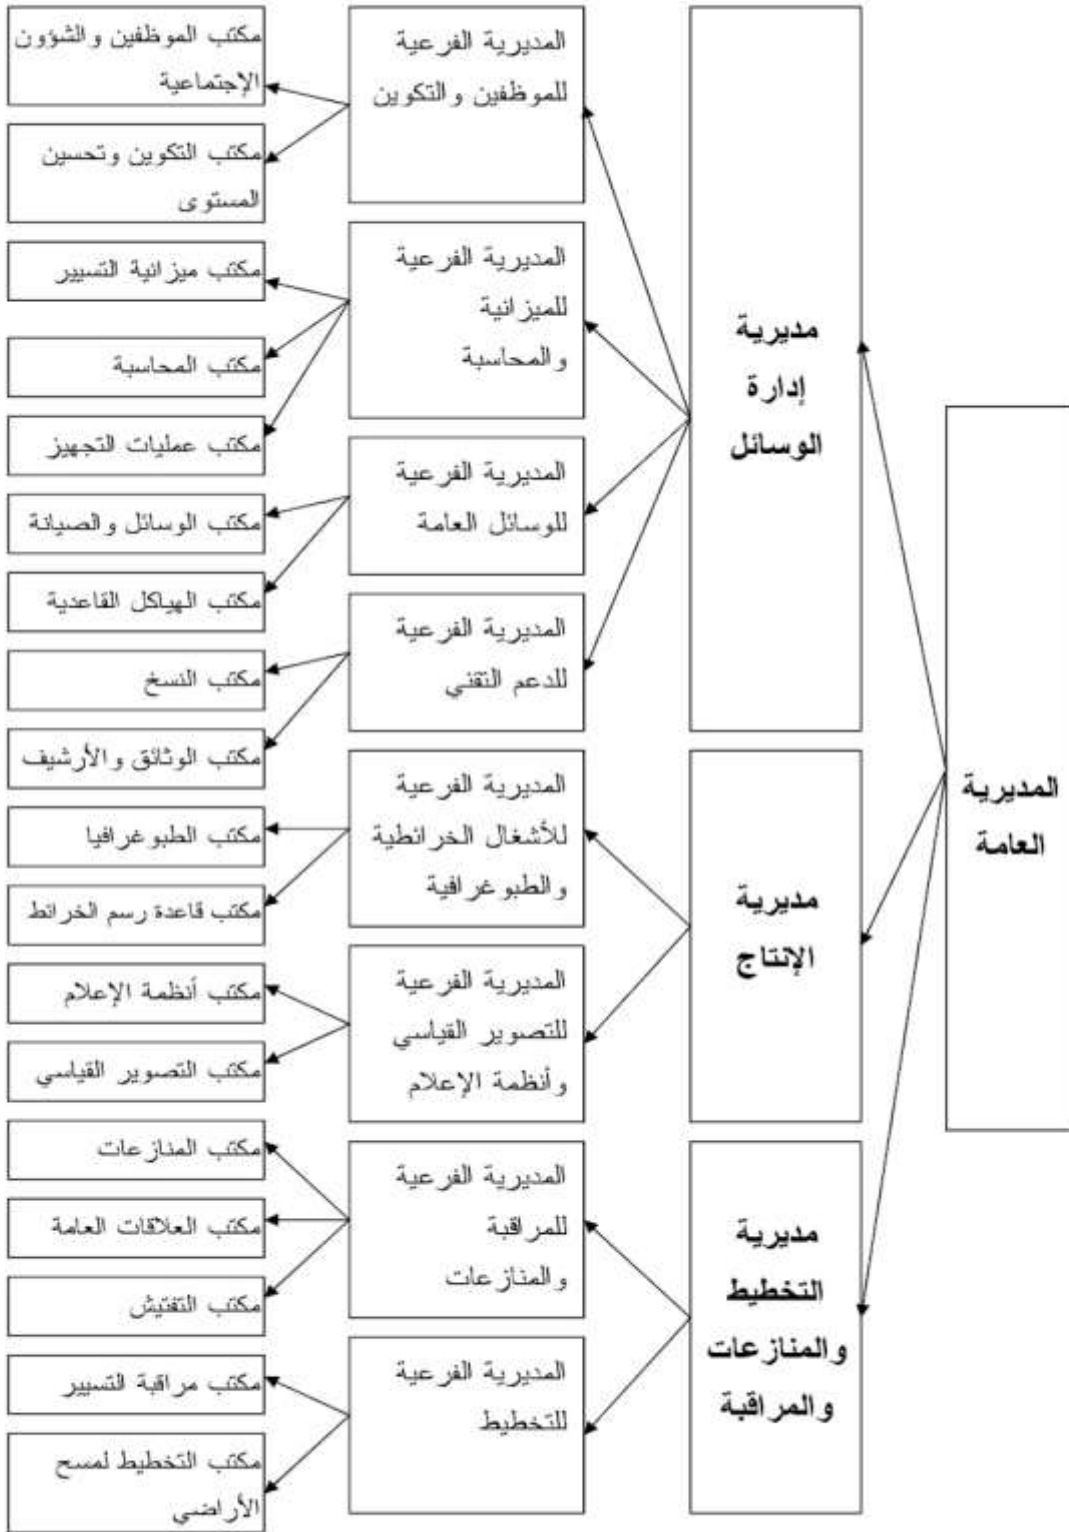 المديرية
العامة
مديرية
إدارة
الوسائل
المديرية الفرعية
للموظفين والتكوين
مكتب الموظفين والشؤون
الإجتماعية
مكتب التكوين وتحسين
المستوى
المديرية الفرعية
للميزانية
والمحاسبة
مكتب ميزانية التسيير
مكتب المحاسبة
مكتب عمليات التجهيز
المديرية الفرعية
للوسائل العامة
مكتب الوسائل والصيانة
مكتب الهياكل القاعدية
المديرية الفرعية
للدعم التقني
مكتب النسخ
مكتب الوثائق والأرشيف
مديرية
الإنتاج
المديرية الفرعية
للأشغال الخرائطية
والطبوغرافية
مكتب الطبوغرافيا
مكتب قاعدة رسم الخرائط
المديرية الفرعية
للتصوير القياسي
وأنظمة الإعلام
مكتب أنظمة الإعلام
مكتب التصوير القياسي
مديرية
التخطيط
والمنازعات
والمراقبة
المديرية الفرعية
للمراقبة
والمنازعات
مكتب المنازعات
مكتب العلاقات العامة
مكتب التفتيش
المديرية الفرعية
للتخطيط
مكتب مراقبة التسيير
مكتب التخطيط لمسح
الأراضي